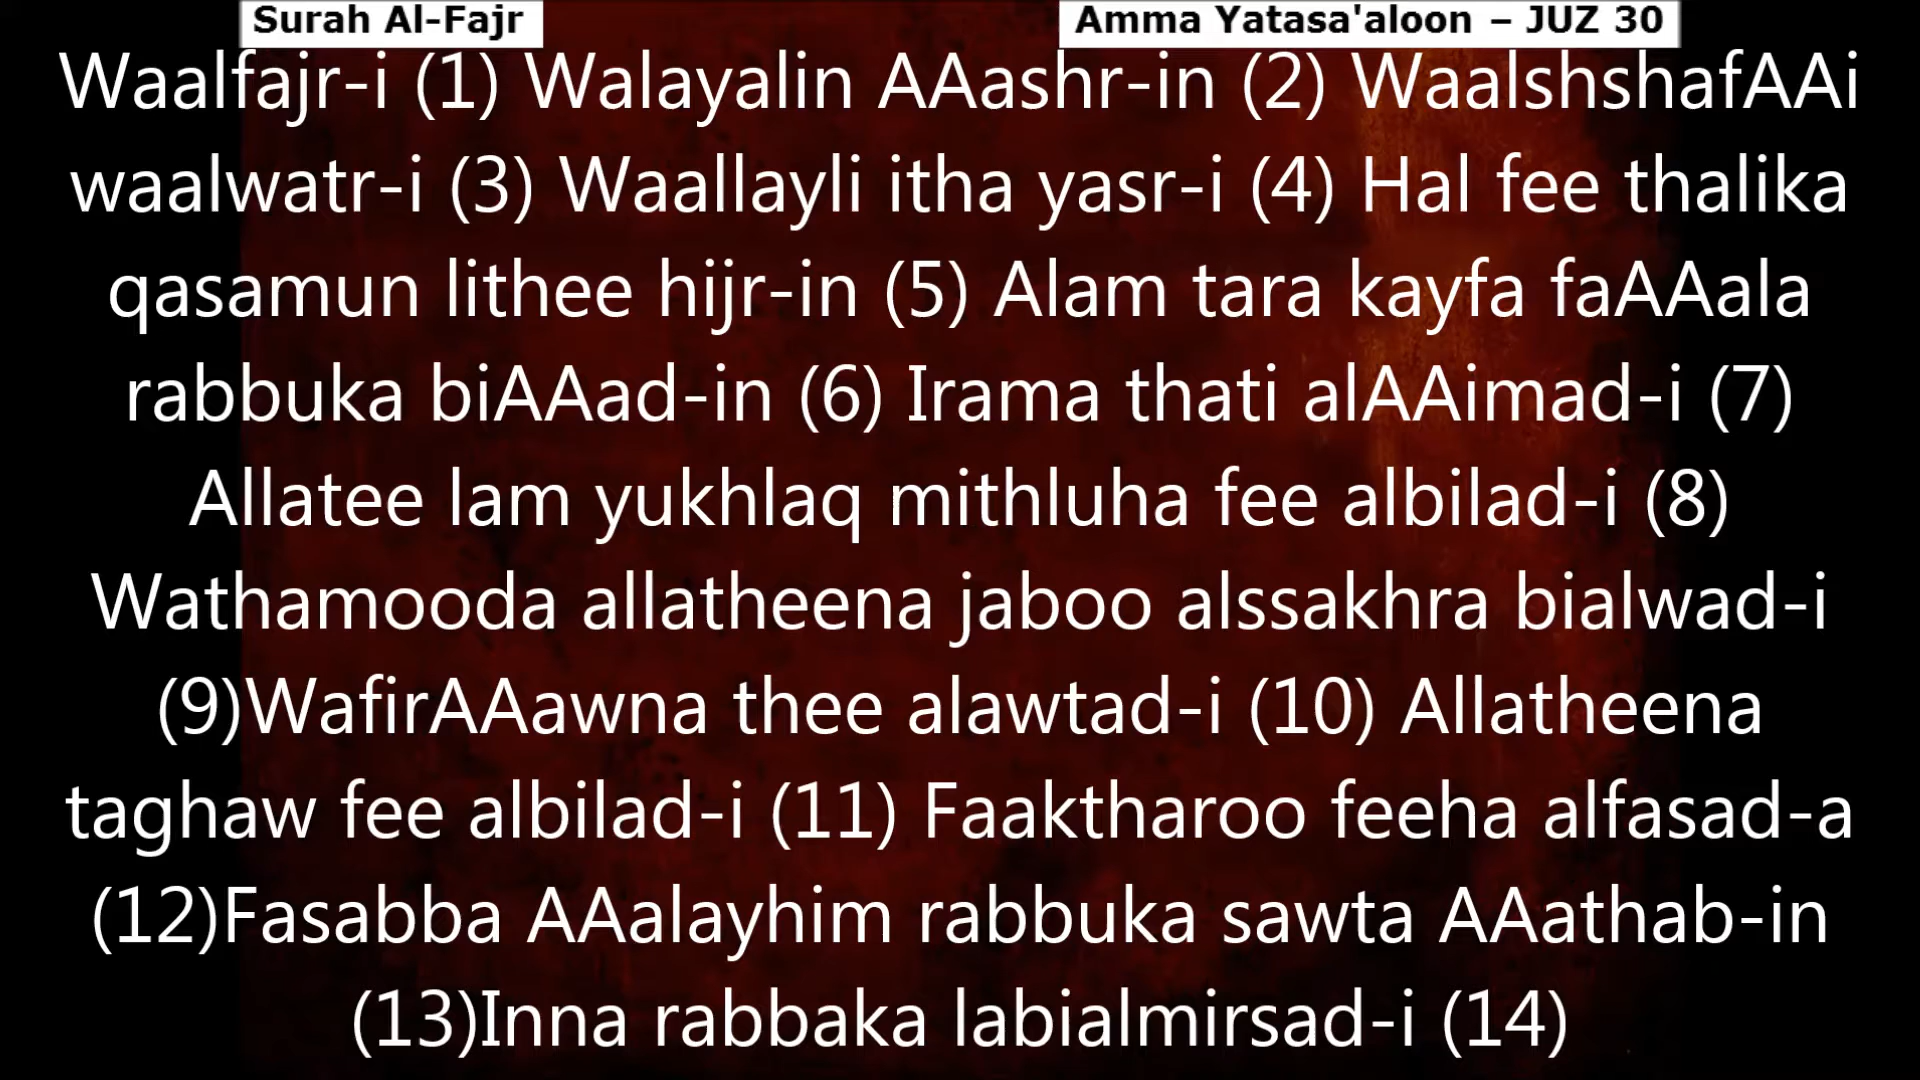 Surah Al-Fajr
Amma Yatasa'aloon – JUZ 30
Waalfajr-i (1) Walayalin AAashr-in (2) WaalshshafAAi
waalwatr-i (3) Waallayli itha yasr-i (4) Hal fee thalika
qasamun lithee hijr-in (5) Alam tara kayfa faAAala
rabbuka biAAad-in (6) Irama thati alAAimad-i (7)
Allatee lam yukhlaq mithluha fee albilad-i (8)
Wathamooda allatheena jaboo alssakhra bialwad-i
(9)WafirAAawna thee alawtad-i (10) Allatheena
taghaw fee albilad-i (11) Faaktharoo feeha alfasad-a
(12)Fasabba AAalayhim rabbuka sawta AAathab-in
(13)Inna rabbaka labialmirsad-i (14)